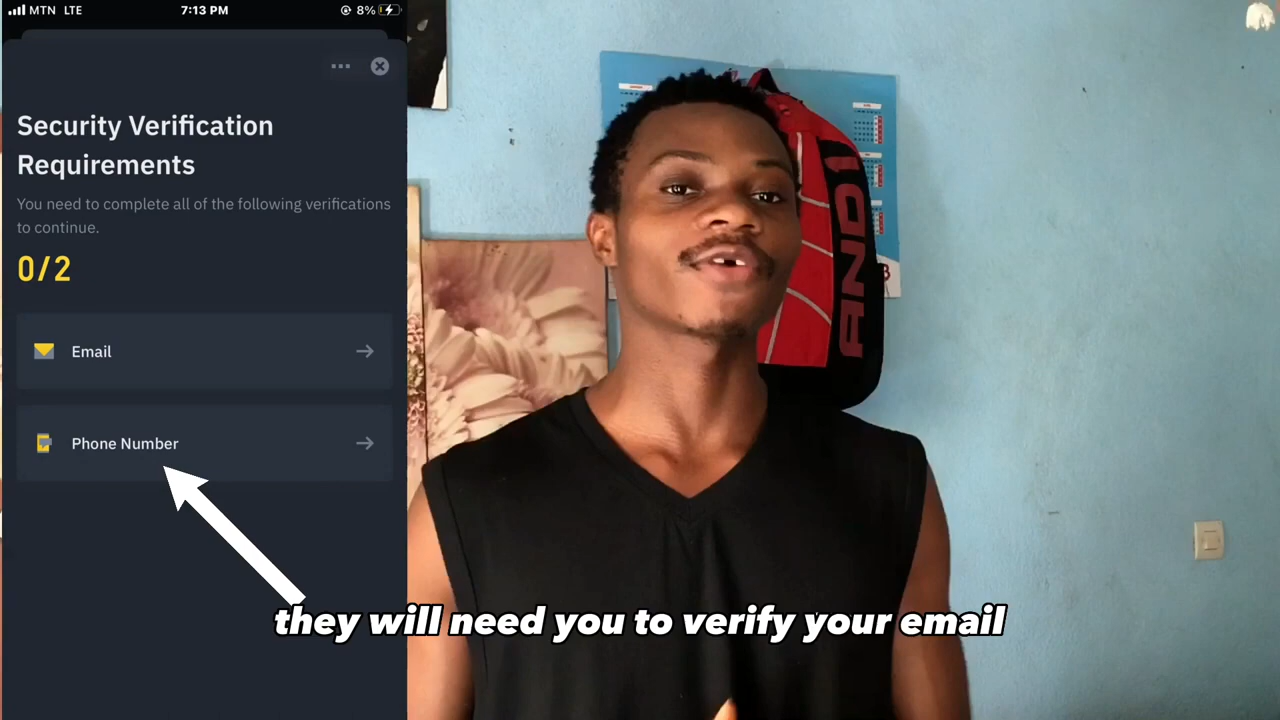 MTN LTE 7:13 PM 8%
Security Verification
Requirements
You need to complete all of the following verifications
to continue.
0/2
Email
Phone Number
AND1
they will need you to verify your email